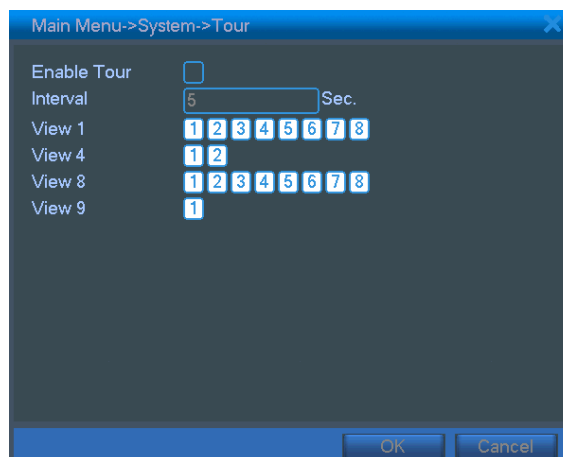 Main Menu->System->Tour
Enable Tour
Interval 5 Sec.
View 1 1 2 3 4 5 6 7 8
View 4 1 2
View 8 1 2 3 4 5 6 7 8
View 9 1
OK Cancel